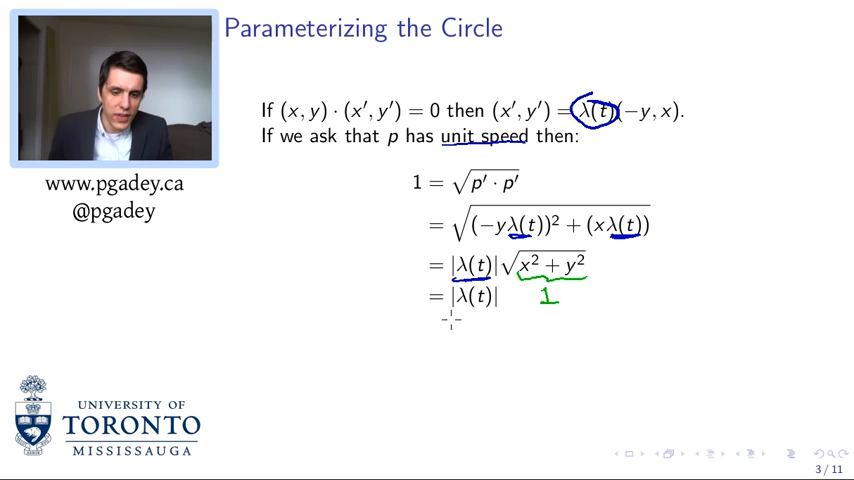 Parameterizing the Circle
If (x, y) · (x′, y′) = 0 then (x′, y′) = λ(t)(−y, x).
If we ask that p has unit speed then:
1 = √(p′ · p′)
= √((−yλ(t))² + (xλ(t)))
= |λ(t)|√(x² + y²)
= |λ(t)| 1
www.pgadey.ca
@pgadey
UNIVERSITY OF
TORONTO
MISSISSAUGA
3 / 11